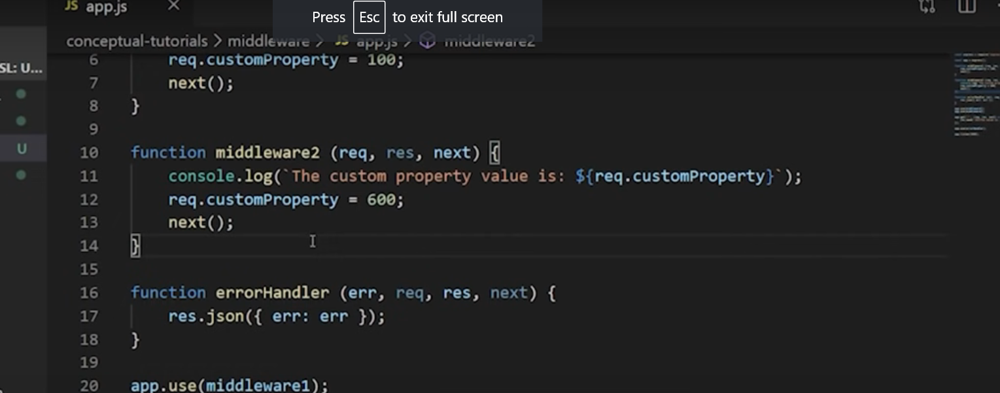 JS app.js
Press Esc to exit full screen
conceptual-tutorials > middleware > JS app.js > middleware2
SL: U...
6 req.customProperty = 100;
7 next();
8 }
9
10 function middleware2 (req, res, next) {
11 console.log(`The custom property value is: ${req.customProperty}`);
12 req.customProperty = 600;
13 next();
14 }
15
16 function errorHandler (err, req, res, next) {
17 res.json({ err: err });
18 }
19
20 app.use(middleware1);
U